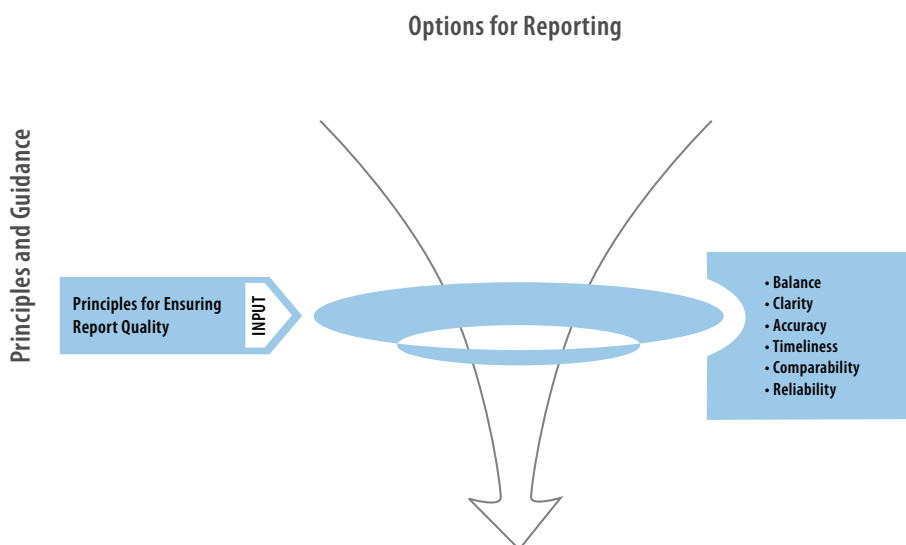 Options for Reporting
Principles and Guidance
Principles for Ensuring
Report Quality
INPUT
• Balance
• Clarity
• Accuracy
• Timeliness
• Comparability
• Reliability